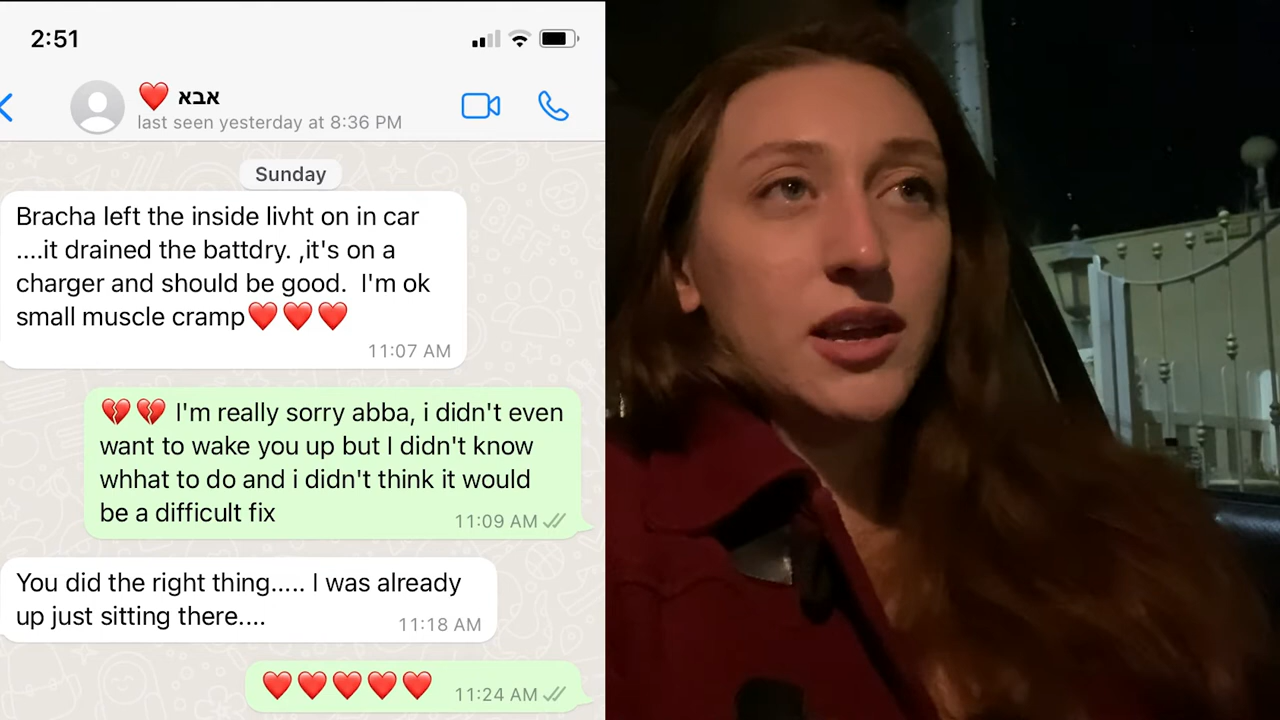 2:51
❤️ אבא
last seen yesterday at 8:36 PM
Sunday
Bracha left the inside livht on in car
....it drained the battdry. ,it's on a
charger and should be good.  I'm ok
small muscle cramp❤️❤️❤️
11:07 AM
💔💔 I'm really sorry abba, i didn't even
want to wake you up but I didn't know
whhat to do and i didn't think it would
be a difficult fix
11:09 AM
You did the right thing..... I was already
up just sitting there....
11:18 AM
❤️❤️❤️❤️❤️
11:24 AM